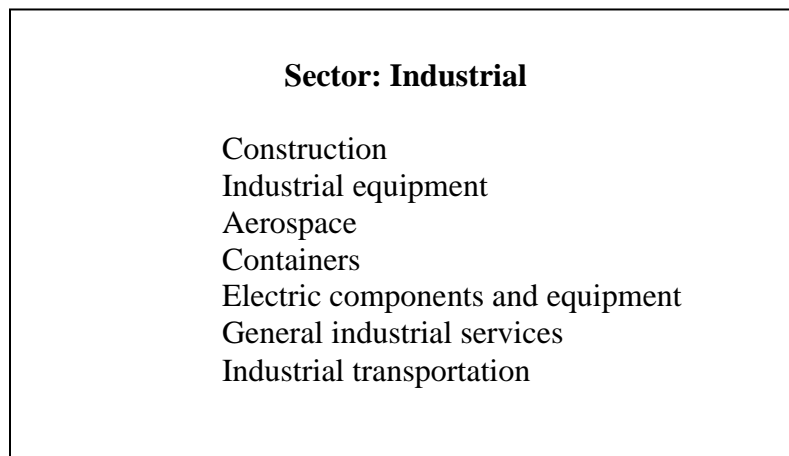 Sector: Industrial
Construction
Industrial equipment
Aerospace
Containers
Electric components and equipment
General industrial services
Industrial transportation